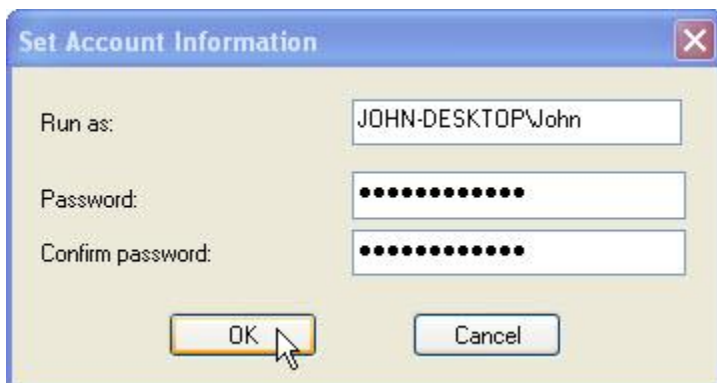 Set Account Information
Run as: JOHN-DESKTOP\John
Password: ●●●●●●●●●●●●
Confirm password: ●●●●●●●●●●●●
OK Cancel